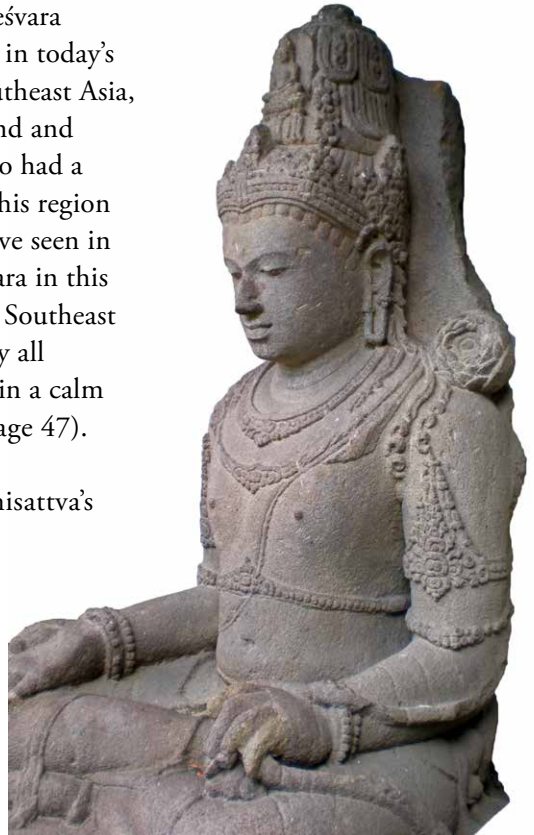 eśvara
in today's
utheast Asia,
nd and
o had a
his region
ve seen in
ara in this
Southeast
y all
in a calm
age 47).
hisattva's